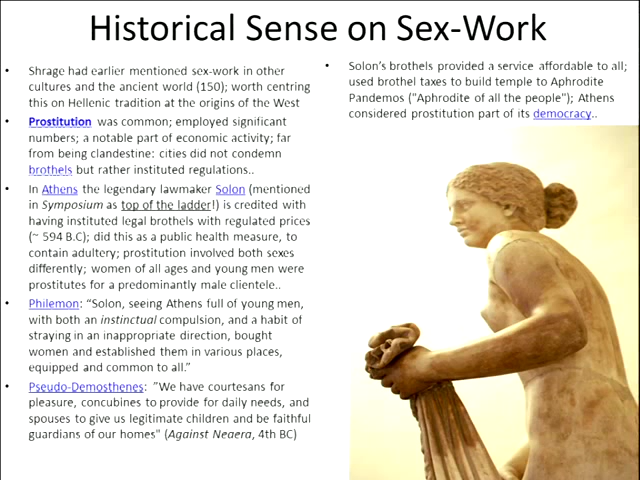 Historical Sense on Sex-Work
• Shrage had earlier mentioned sex-work in other
cultures and the ancient world (150); worth centring
this on Hellenic tradition at the origins of the West
• Prostitution was common; employed significant
numbers; a notable part of economic activity; far
from being clandestine: cities did not condemn
brothels but rather instituted regulations..
• In Athens the legendary lawmaker Solon (mentioned
in Symposium as top of the ladder!) is credited with
having instituted legal brothels with regulated prices
(~ 594 B.C); did this as a public health measure, to
contain adultery; prostitution involved both sexes
differently; women of all ages and young men were
prostitutes for a predominantly male clientele..
• Philemon: “Solon, seeing Athens full of young men,
with both an instinctual compulsion, and a habit of
straying in an inappropriate direction, bought
women and established them in various places,
equipped and common to all.”
• Pseudo-Demosthenes: ”We have courtesans for
pleasure, concubines to provide for daily needs, and
spouses to give us legitimate children and be faithful
guardians of our homes" (Against Neaera, 4th BC)
• Solon’s brothels provided a service affordable to all;
used brothel taxes to build temple to Aphrodite
Pandemos ("Aphrodite of all the people"); Athens
considered prostitution part of its democracy..